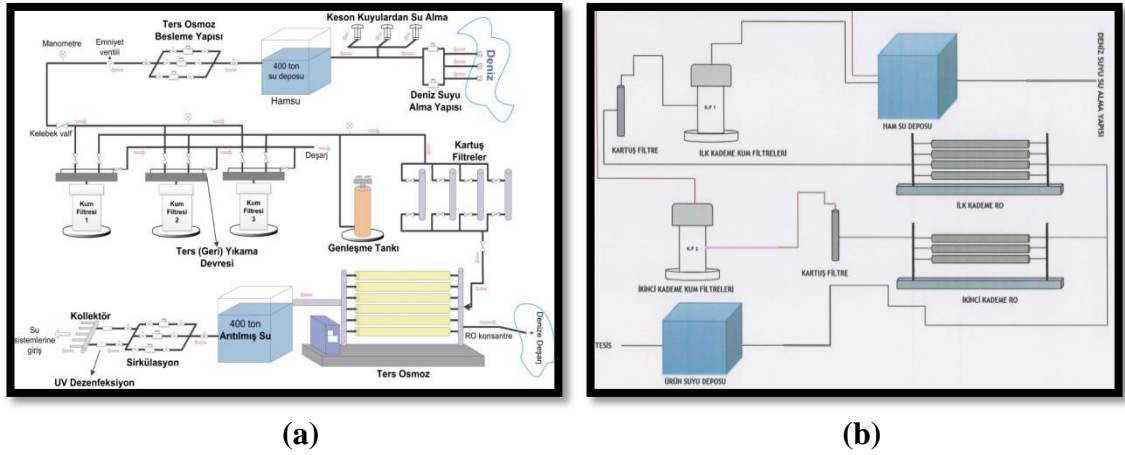 Ters Osmoz
Besleme Yapısı
Keson Kuyulardan Su Alma
Manometre
Emniyet
ventili
400 ton
su deposu
Hamsu
Deniz
Deniz Suyu
Alma Yapısı
Kelebek valf
Deşarj
Kartuş
Filtreler
Kum
Filtresi
1
Kum
Filtresi
2
Kum
Filtresi
3
Ters (Geri) Yıkama
Devresi
Genleşme Tankı
Kollektör
Su
sistemlerine
giriş
Sirkülasyon
UV Dezenfeksiyon
400 ton
Arıtılmış Su
Ters Osmoz
RO konsantre
Denize Deşarj
(a)
DENİZ SUYU SU ALMA YAPISI
K.F 1
KARTUŞ FİLTRE
İLK KADEME KUM FİLTRELERİ
HAM SU DEPOSU
İLK KADEME RO
K.F 2
KARTUŞ FİLTRE
İKİNCİ KADEME KUM FİLTRELERİ
İKİNCİ KADEME RO
TESİS
ÜRÜN SUYU DEPOSU
(b)